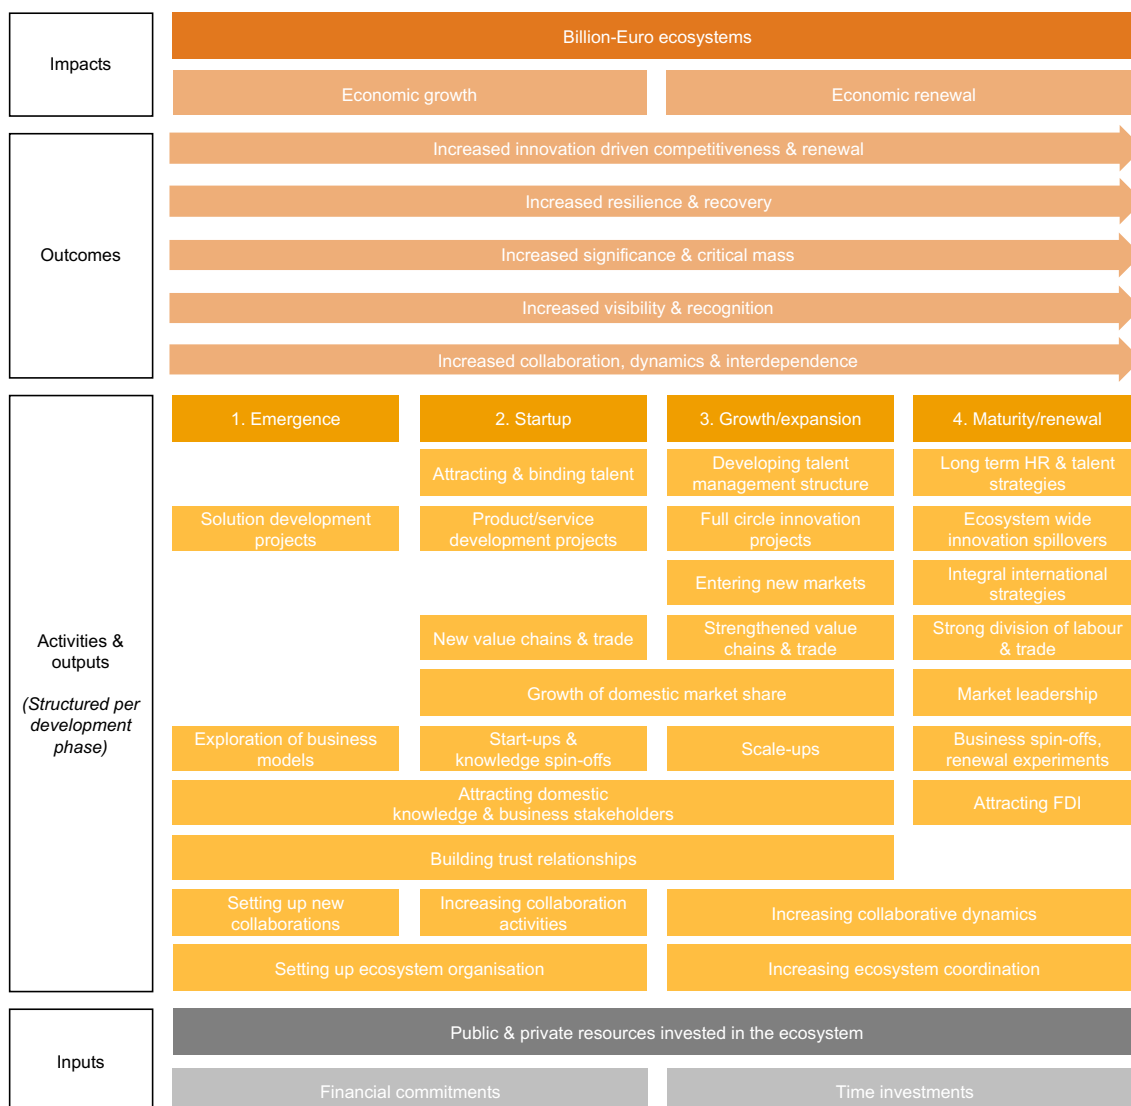 Impacts
Billion-Euro ecosystems
Economic growth
Economic renewal
Outcomes
Increased innovation driven competitiveness & renewal
Increased resilience & recovery
Increased significance & critical mass
Increased visibility & recognition
Increased collaboration, dynamics & interdependence
Activities &
outputs
(Structured per
development
phase)
1. Emergence
2. Startup
3. Growth/expansion
4. Maturity/renewal
Attracting & binding talent
Developing talent
management structure
Long term HR & talent
strategies
Solution development
projects
Product/service
development projects
Full circle innovation
projects
Ecosystem wide
innovation spillovers
Entering new markets
Integral international
strategies
New value chains & trade
Strengthened value
chains & trade
Strong division of labour
& trade
Growth of domestic market share
Market leadership
Exploration of business
models
Start-ups &
knowledge spin-offs
Scale-ups
Business spin-offs,
renewal experiments
Attracting domestic
knowledge & business stakeholders
Attracting FDI
Building trust relationships
Setting up new
collaborations
Increasing collaboration
activities
Increasing collaborative dynamics
Setting up ecosystem organisation
Increasing ecosystem coordination
Inputs
Public & private resources invested in the ecosystem
Financial commitments
Time investments